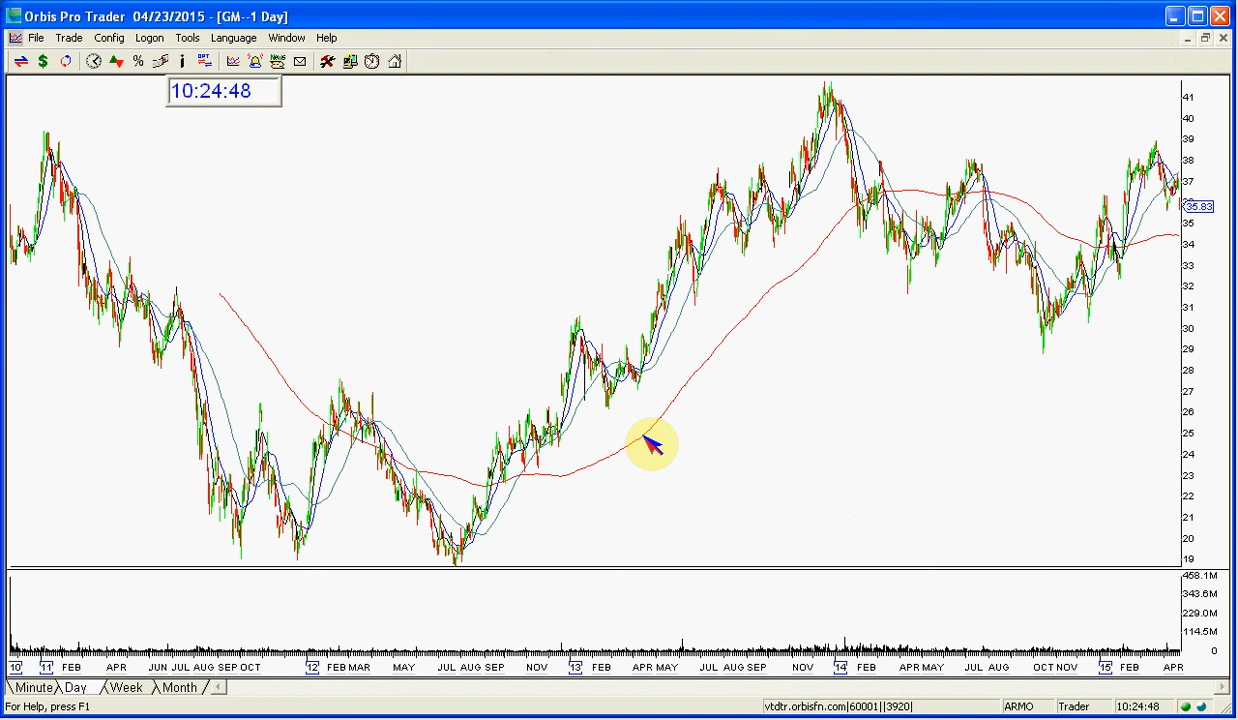 Orbis Pro Trader 04/23/2015 - [GM--1 Day]
File Trade Config Logon Tools Language Window Help
$ % i OPT News
10:24:48
41
40
39
38
37
36
35.83
35
34
33
32
31
30
29
28
27
26
25
24
23
22
21
20
19
458.1M
343.6M
229.0M
114.5M
0
10 11 FEB APR JUN JUL AUG SEP OCT 12 FEB MAR MAY JUL AUG SEP NOV 13 FEB APR MAY JUL AUG SEP NOV 14 FEB APR MAY JUL AUG OCT NOV 15 FEB APR
Minute Day Week Month
For Help, press F1 vtdtr.orbisfn.com|60001||3920| ARMO Trader 10:24:48